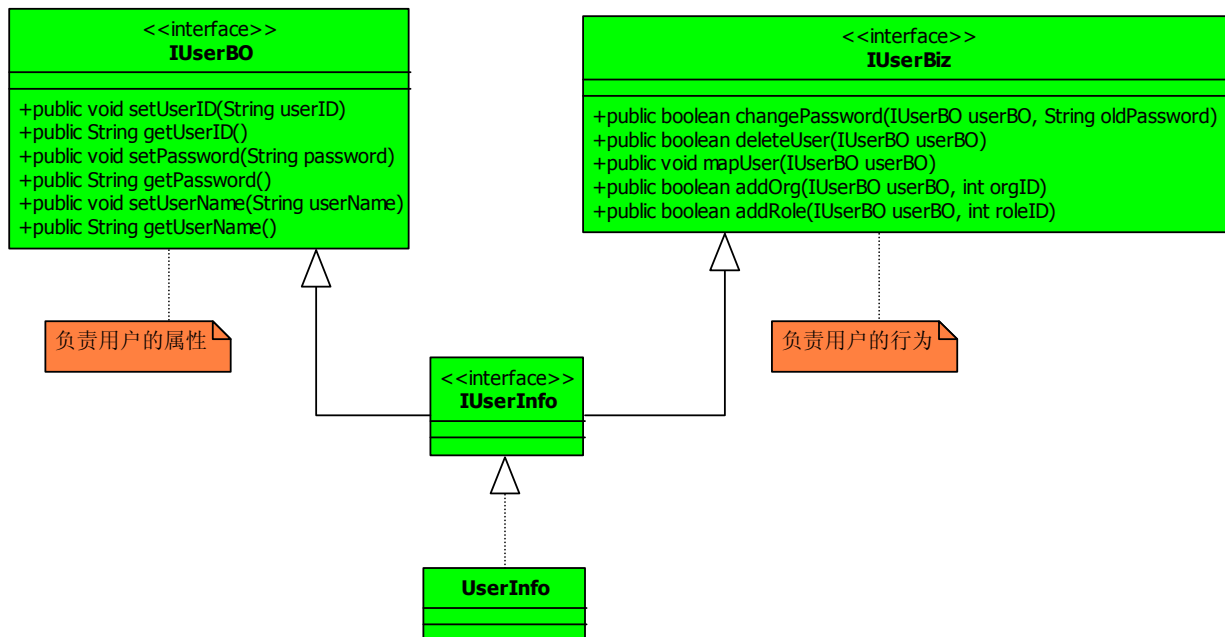 <<interface>>
IUserBO
+public void setUserID(String userID)
+public String getUserID()
+public void setPassword(String password)
+public String getPassword()
+public void setUserName(String userName)
+public String getUserName()
<<interface>>
IUserBiz
+public boolean changePassword(IUserBO userBO, String oldPassword)
+public boolean deleteUser(IUserBO userBO)
+public void mapUser(IUserBO userBO)
+public boolean addOrg(IUserBO userBO, int orgID)
+public boolean addRole(IUserBO userBO, int roleID)
负责用户的属性
负责用户的行为
<<interface>>
IUserInfo
UserInfo